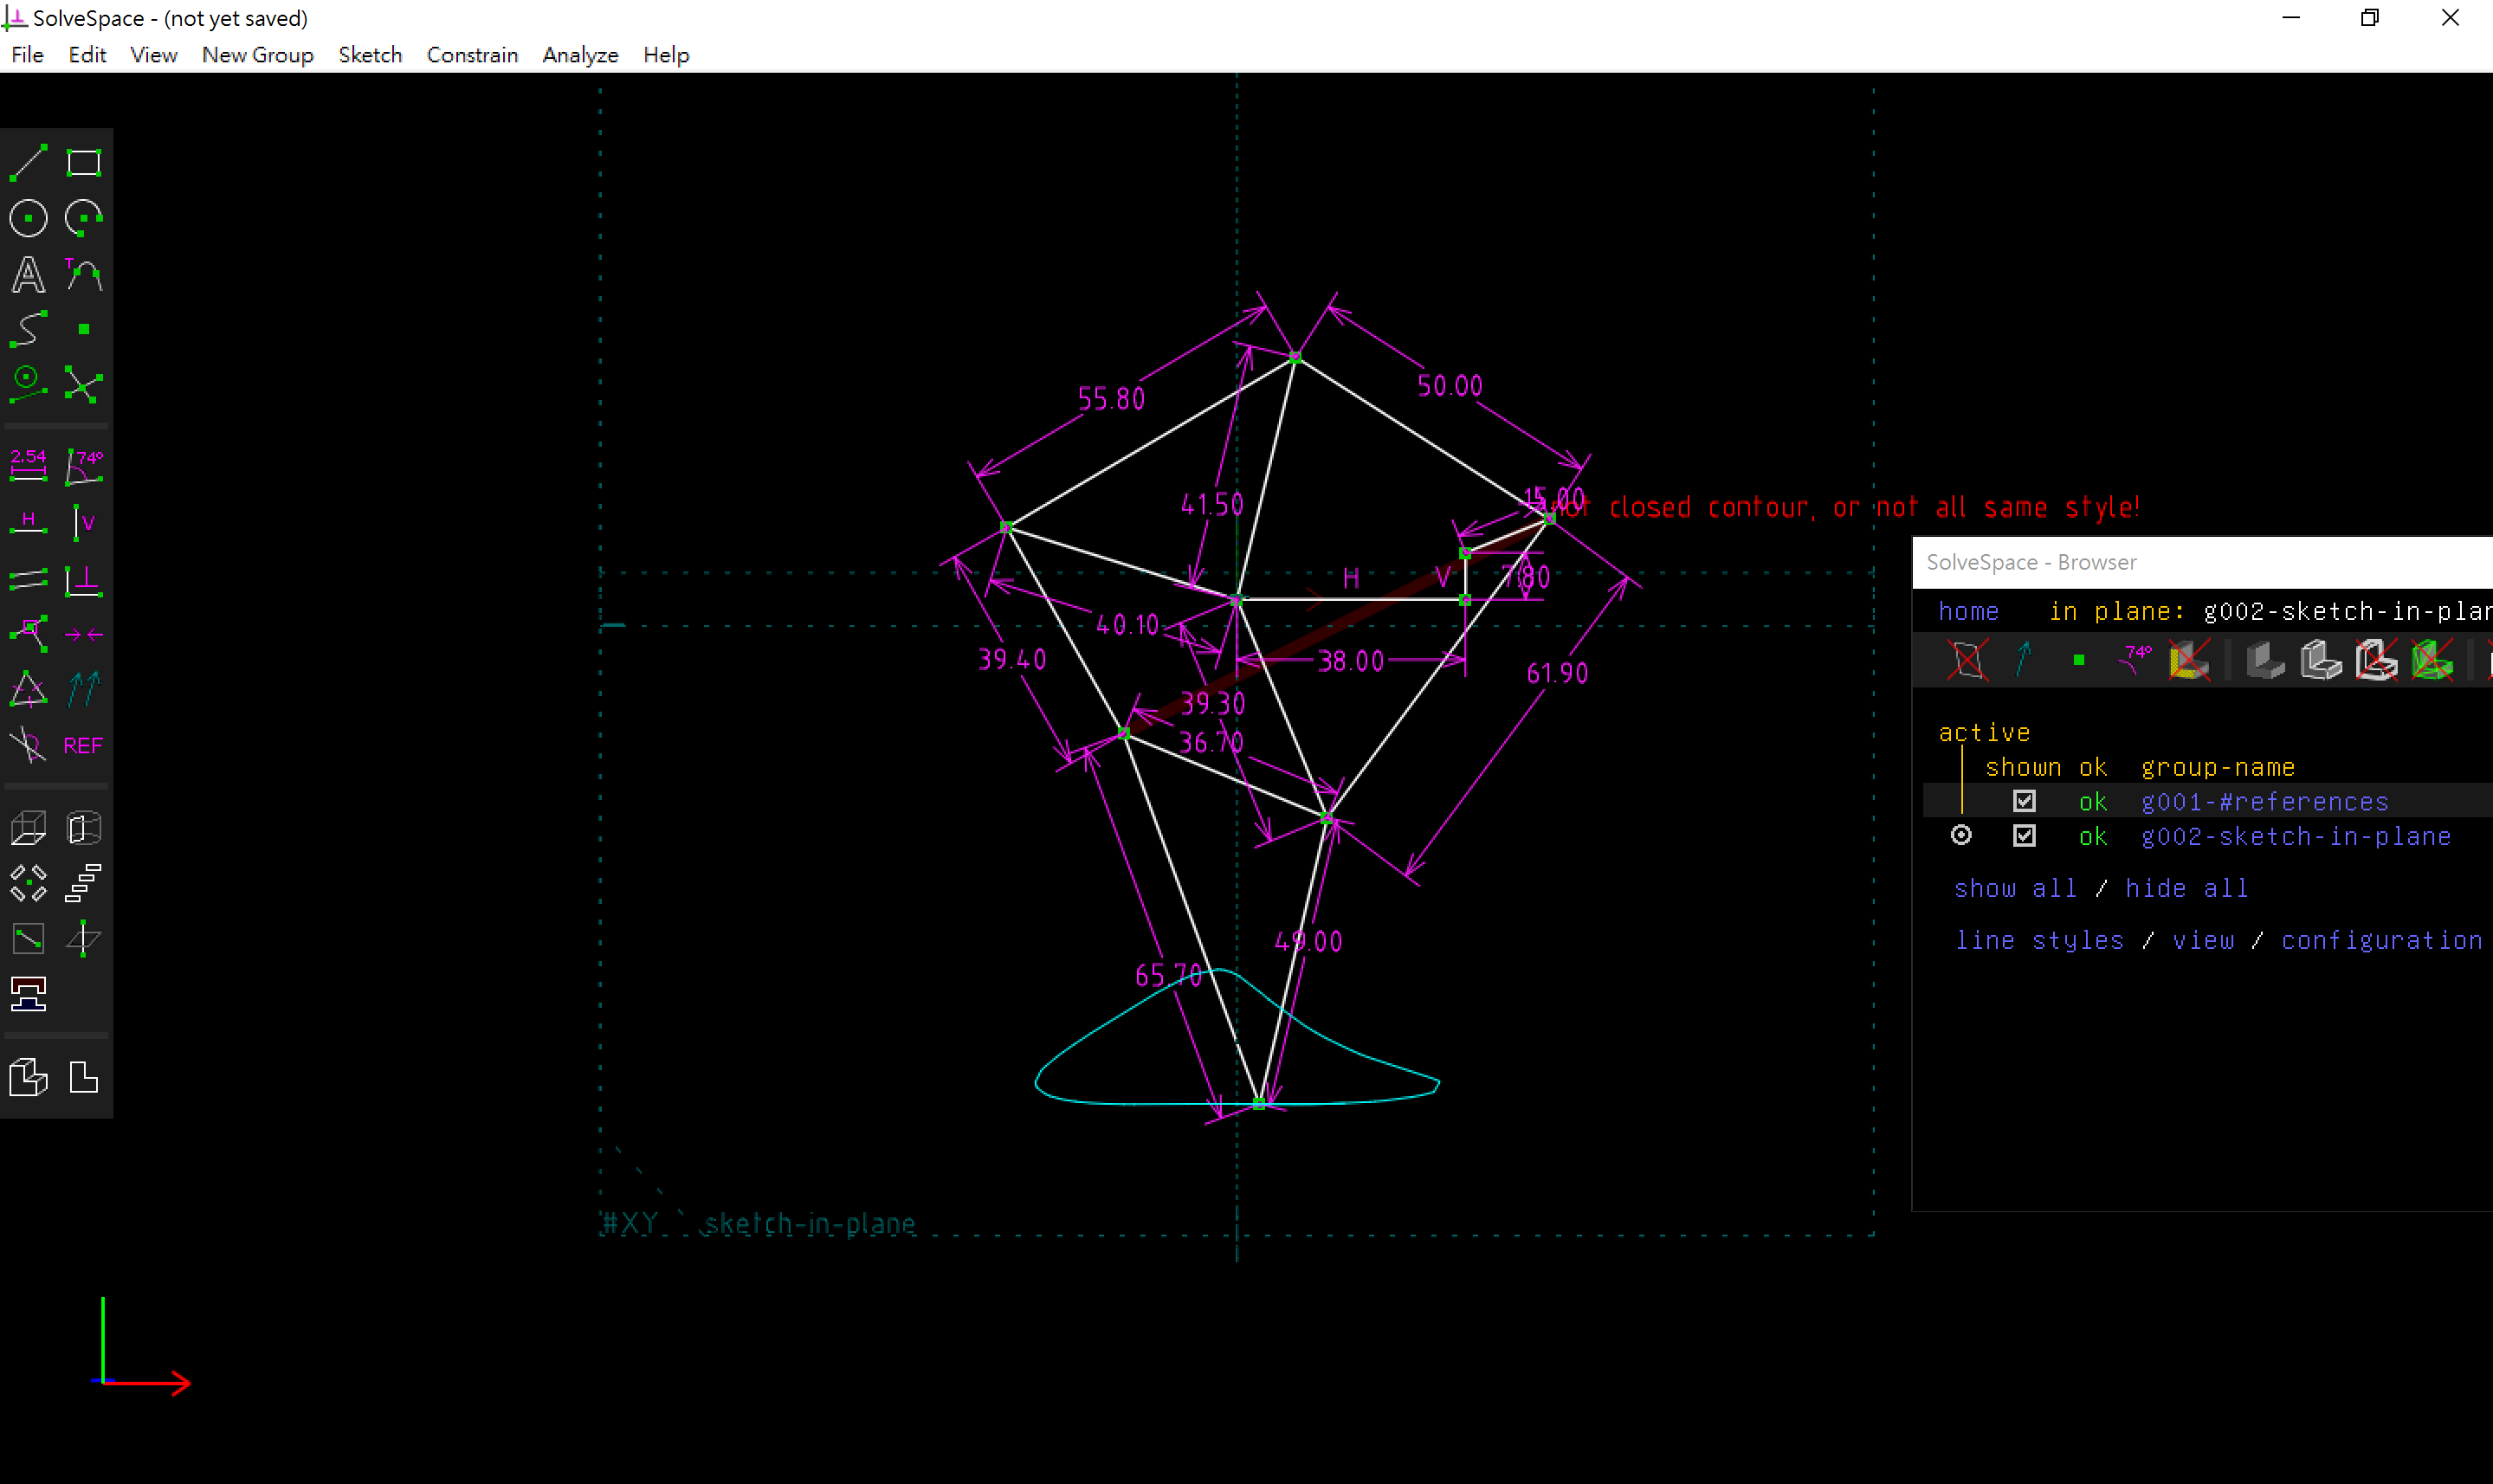 SolveSpace - (not yet saved)
File Edit View New Group Sketch Constrain Analyze Help
A T
2.54 74°
H V
REF
55.80
50.00
41.50
15.00
not closed contour, or not all same style!
H V 7.80
40.10
39.40
38.00
61.90
39.30
36.70
49.00
65.70
#XY sketch-in-plane
SolveSpace - Browser
home in plane: g002-sketch-in-plan
74°
active
shown ok group-name
ok g001-#references
ok g002-sketch-in-plane
show all / hide all
line styles / view / configuration